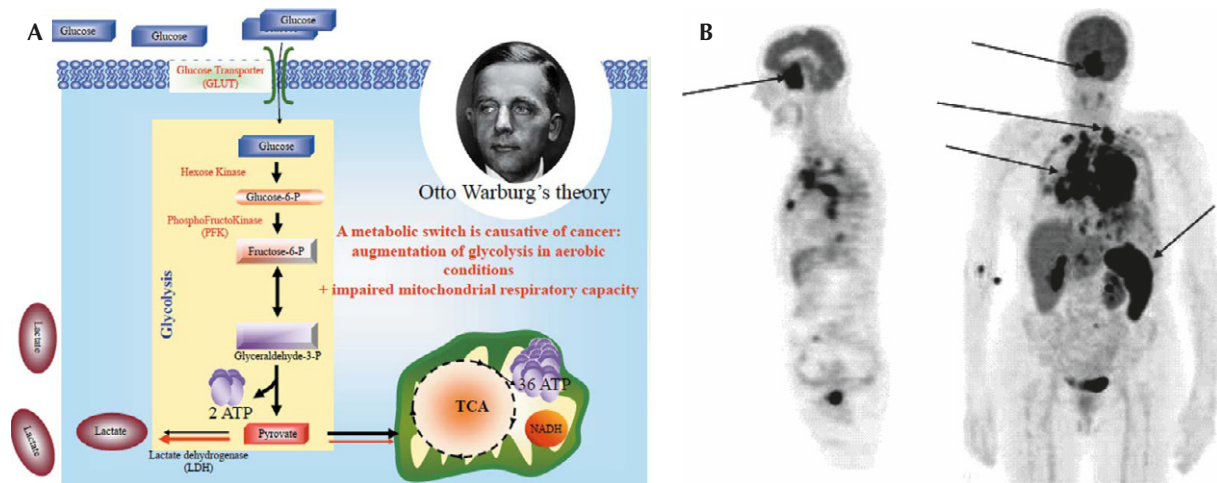 A
Glucose
Glucose
Glucose
Glucose
Glucose Transporter
(GLUT)
Glucose
Hexose Kinase
Glucose-6-P
PhosphoFructoKinase
(PFK)
Fructose-6-P
Glycolysis
Glyceraldehyde-3-P
2 ATP
Pyrovate
Lactate
Lactate
Lactate
Lactate dehydrogenase
(LDH)
Otto Warburg's theory
A metabolic switch is causative of cancer:
augmentation of glycolysis in aerobic
conditions
+ impaired mitochondrial respiratory capacity
36 ATP
TCA
NADH
B